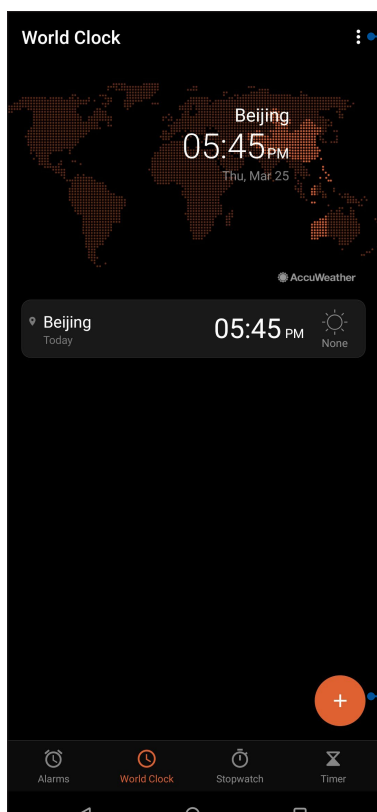 World Clock
Beijing
05:45PM
Thu, Mar 25
AccuWeather
Beijing
05:45 PM
Today
None
+
Alarms
World Clock
Stopwatch
Timer